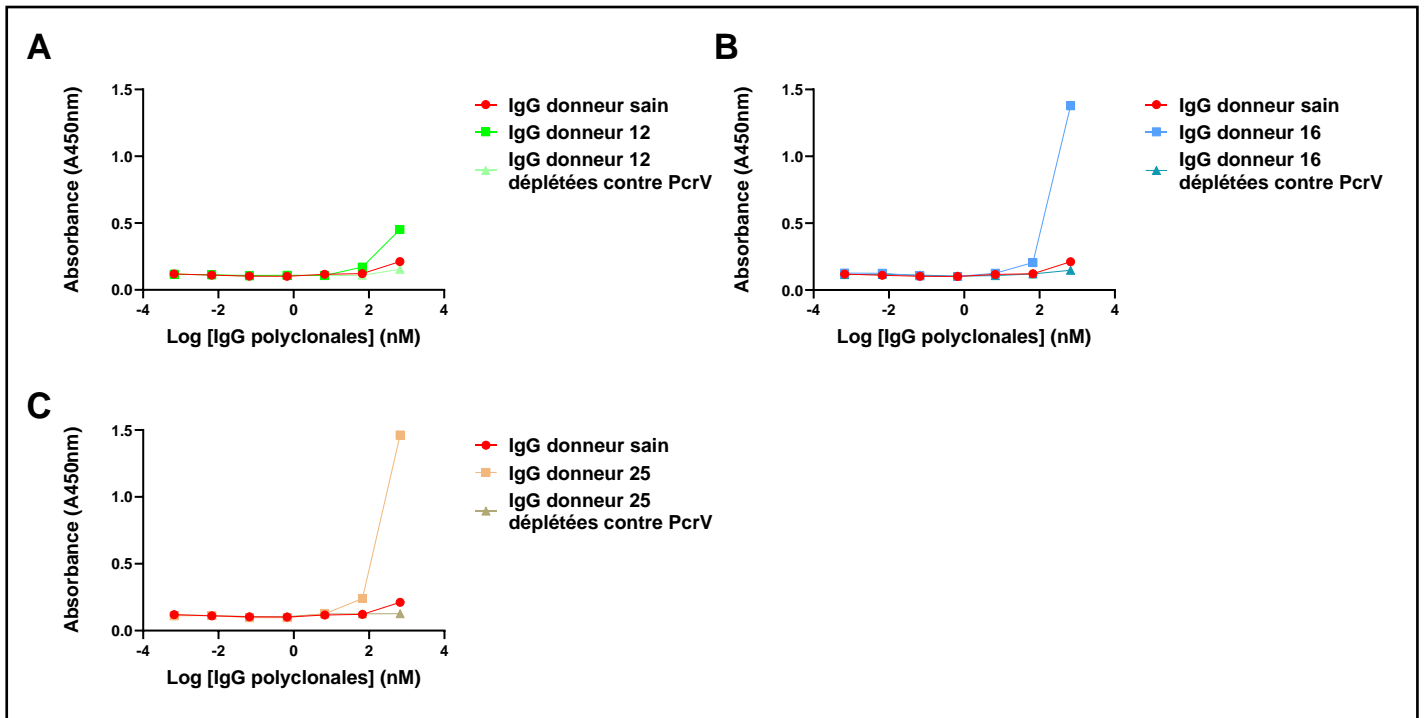 A
Absorbance (A450nm)
1.5
1.0
0.5
0.0
-4
-2
0
2
4
Log [IgG polyclonales] (nM)
IgG donneur sain
IgG donneur 12
IgG donneur 12
déplétées contre PcrV
B
Absorbance (A450nm)
1.5
1.0
0.5
0.0
-4
-2
0
2
4
Log [IgG polyclonales] (nM)
IgG donneur sain
IgG donneur 16
IgG donneur 16
déplétées contre PcrV
C
Absorbance (A450nm)
1.5
1.0
0.5
0.0
-4
-2
0
2
4
Log [IgG polyclonales] (nM)
IgG donneur sain
IgG donneur 25
IgG donneur 25
déplétées contre PcrV